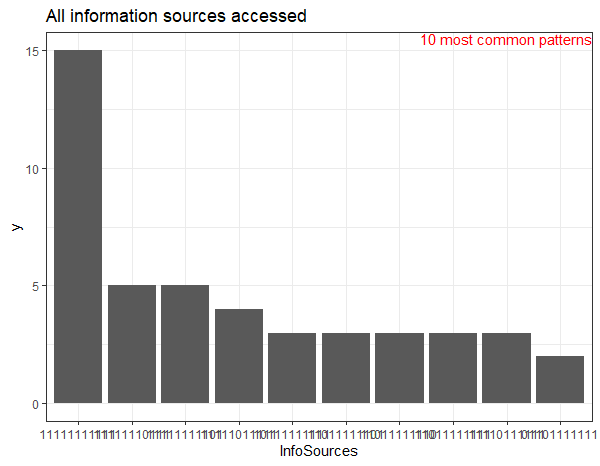 All information sources accessed
10 most common patterns
15
10
5
0
y
InfoSources